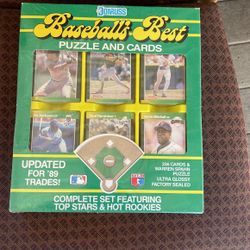 DONRUSS
Baseball's Best
PUZZLE AND CARDS
UPDATED
FOR '89
TRADES!
256 CARDS &
WARREN SPAHN
PUZZLE
ULTRA GLOSSY
FACTORY SEALED
COMPLETE SET FEATURING
TOP STARS & HOT ROOKIES